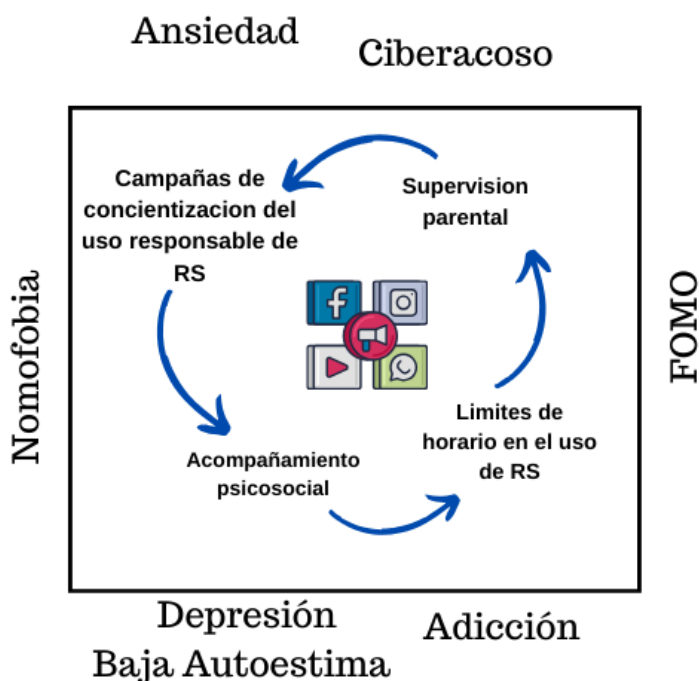 Ansiedad
Ciberacoso
Campañas de
concientizacion del
uso responsable de
RS
Supervision
parental
Nomofobia
FOMO
Acompañamiento
psicosocial
Limites de
horario en el uso
de RS
Depresión
Baja Autoestima
Adicción